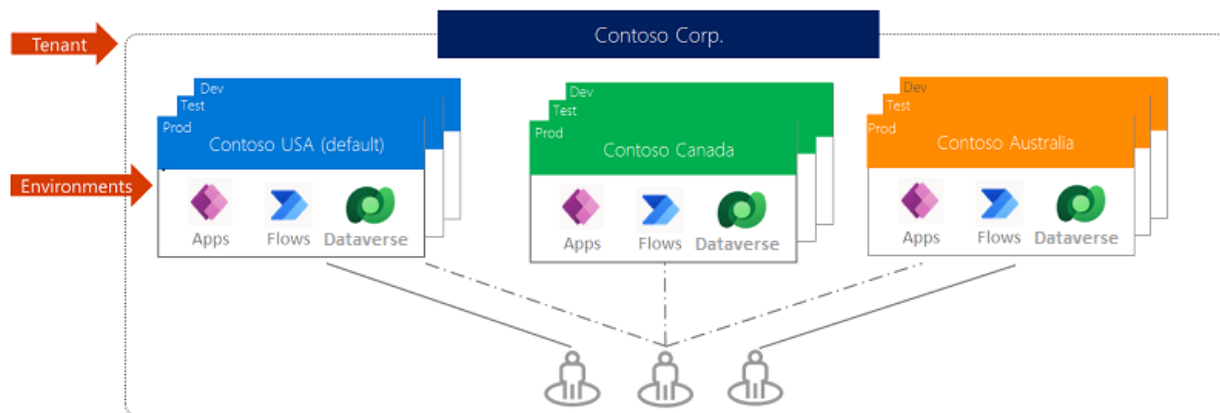 Contoso Corp.
Tenant
Environments
Dev
Test
Prod
Contoso USA (default)
Apps Flows Dataverse
Dev
Test
Prod
Contoso Canada
Apps Flows Dataverse
Dev
Test
Prod
Contoso Australia
Apps Flows Dataverse